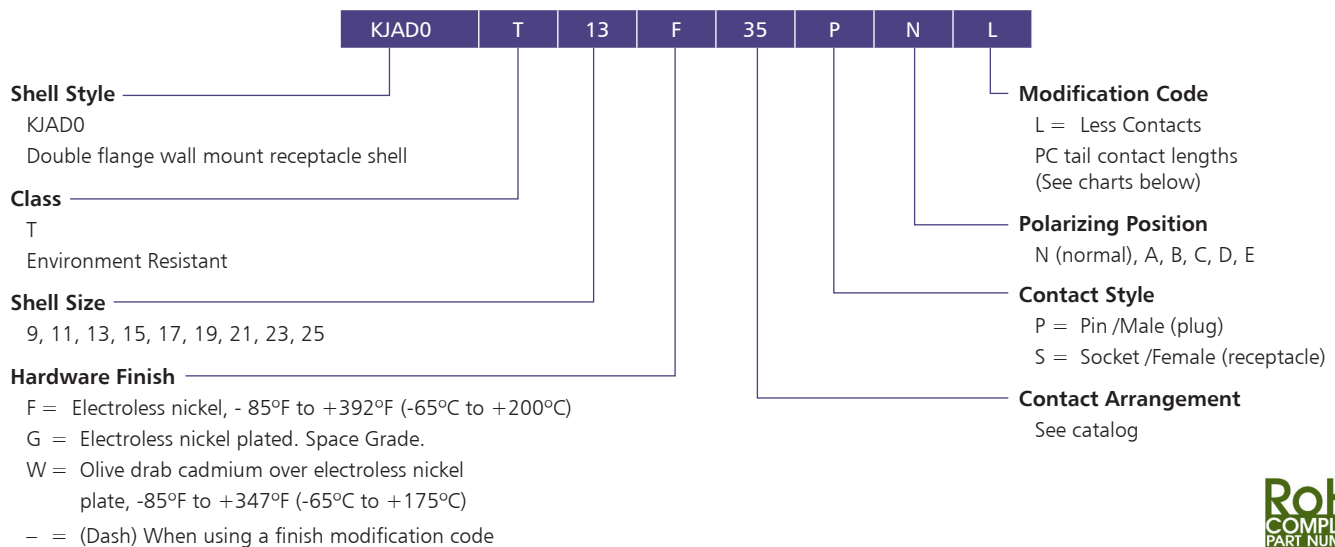 KJAD0 T 13 F 35 P N L
Shell Style
KJAD0
Double flange wall mount receptacle shell
Class
T
Environment Resistant
Shell Size
9, 11, 13, 15, 17, 19, 21, 23, 25
Hardware Finish
F = Electroless nickel, - 85ºF to +392ºF (-65ºC to +200ºC)
G = Electroless nickel plated. Space Grade.
W = Olive drab cadmium over electroless nickel
plate, -85ºF to +347ºF (-65ºC to +175ºC)
– = (Dash) When using a finish modification code
Modification Code
L = Less Contacts
PC tail contact lengths
(See charts below)
Polarizing Position
N (normal), A, B, C, D, E
Contact Style
P = Pin /Male (plug)
S = Socket /Female (receptacle)
Contact Arrangement
See catalog
PART